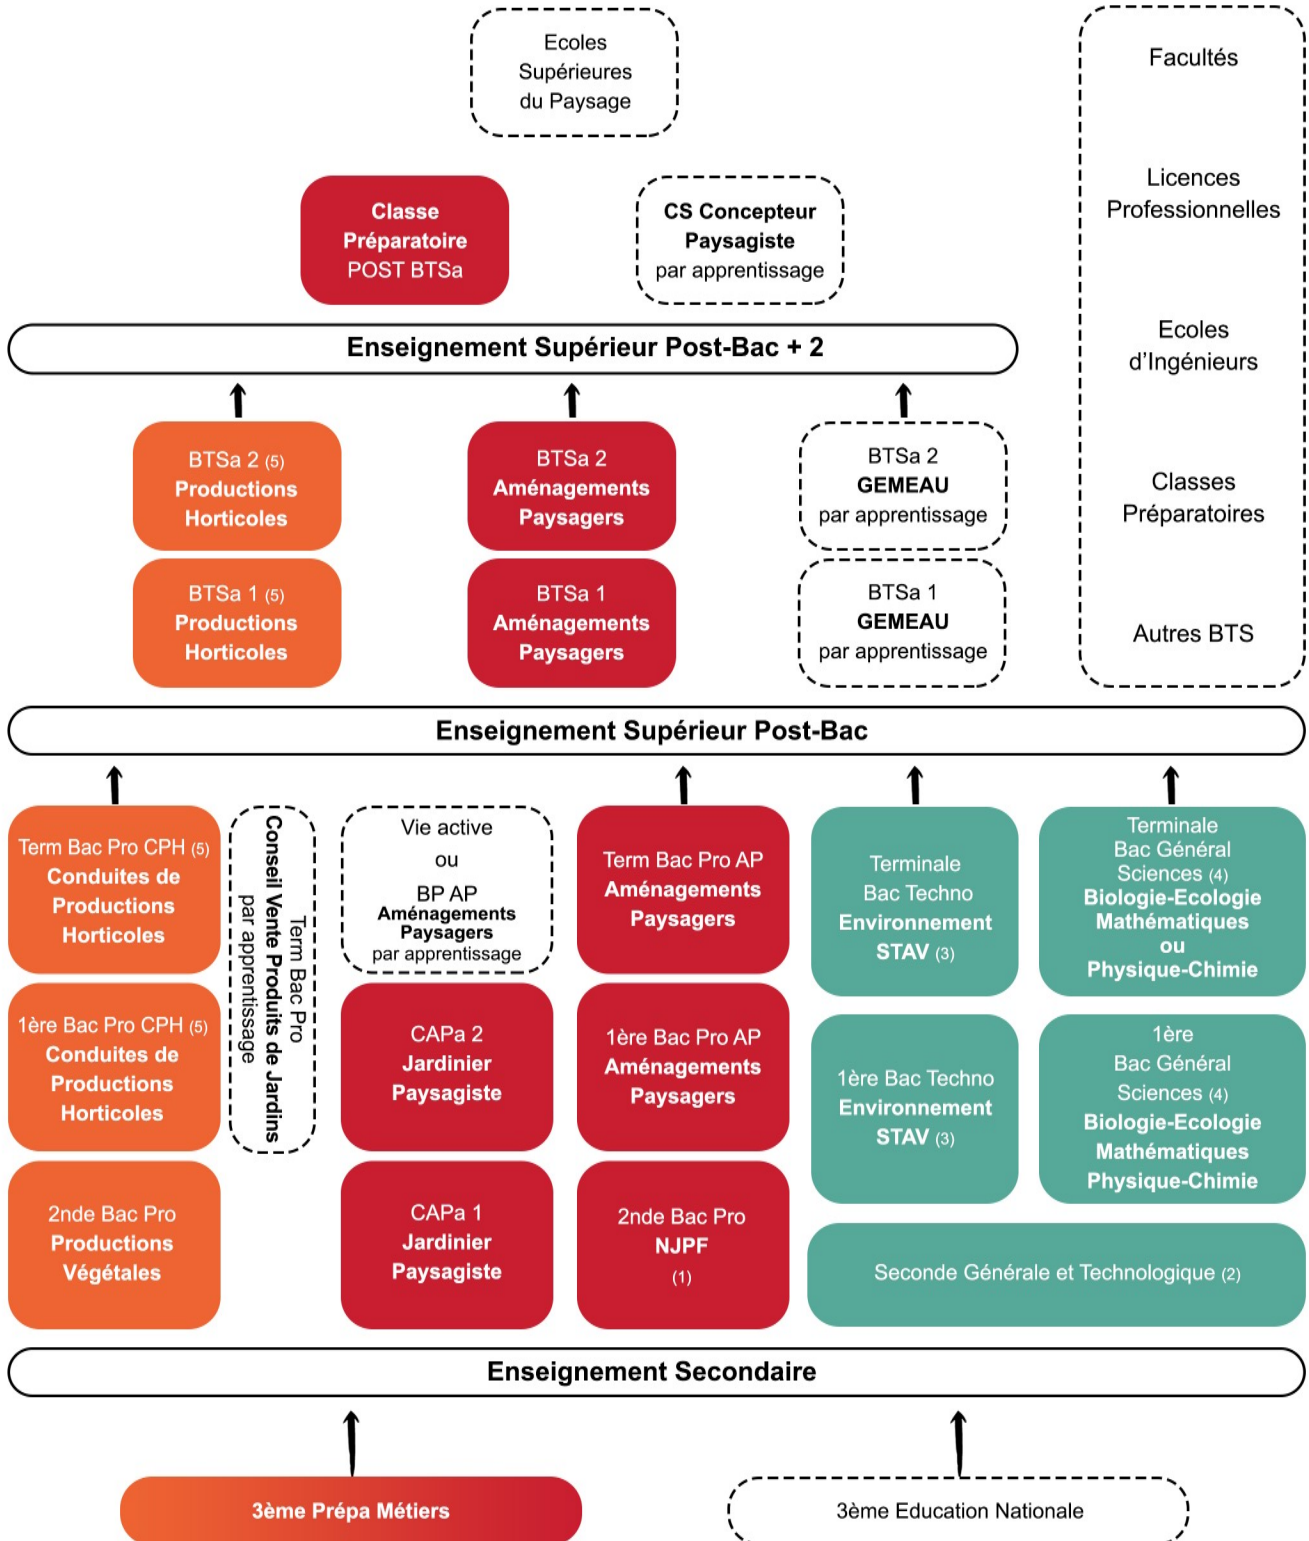 Ecoles
Supérieures
du Paysage
Facultés
Licences
Professionnelles
Ecoles
d'Ingénieurs
Classes
Préparatoires
Autres BTS
Classe
Préparatoire
POST BTSa
CS Concepteur
Paysagiste
par apprentissage
Enseignement Supérieur Post-Bac + 2
BTSa 2 (5)
Productions
Horticoles
BTSa 2
Aménagements
Paysagers
BTSa 2
GEMEAU
par apprentissage
BTSa 1 (5)
Productions
Horticoles
BTSa 1
Aménagements
Paysagers
BTSa 1
GEMEAU
par apprentissage
Enseignement Supérieur Post-Bac
Term Bac Pro CPH (5)
Conduites de
Productions
Horticoles
Term Bac Pro
Conseil Vente Produits de Jardins
par apprentissage
Vie active
ou
BP AP
Aménagements
Paysagers
par apprentissage
Term Bac Pro AP
Aménagements
Paysagers
Terminale
Bac Techno
Environnement
STAV (3)
Terminale
Bac Général
Sciences (4)
Biologie-Ecologie
Mathématiques
ou
Physique-Chimie
1ère Bac Pro CPH (5)
Conduites de
Productions
Horticoles
CAPa 2
Jardinier
Paysagiste
1ère Bac Pro AP
Aménagements
Paysagers
1ère Bac Techno
Environnement
STAV (3)
1ère
Bac Général
Sciences (4)
Biologie-Ecologie
Mathématiques
Physique-Chimie
2nde Bac Pro
Productions
Végétales
CAPa 1
Jardinier
Paysagiste
2nde Bac Pro
NJPF
(1)
Seconde Générale et Technologique (2)
Enseignement Secondaire
3ème Prépa Métiers
3ème Education Nationale